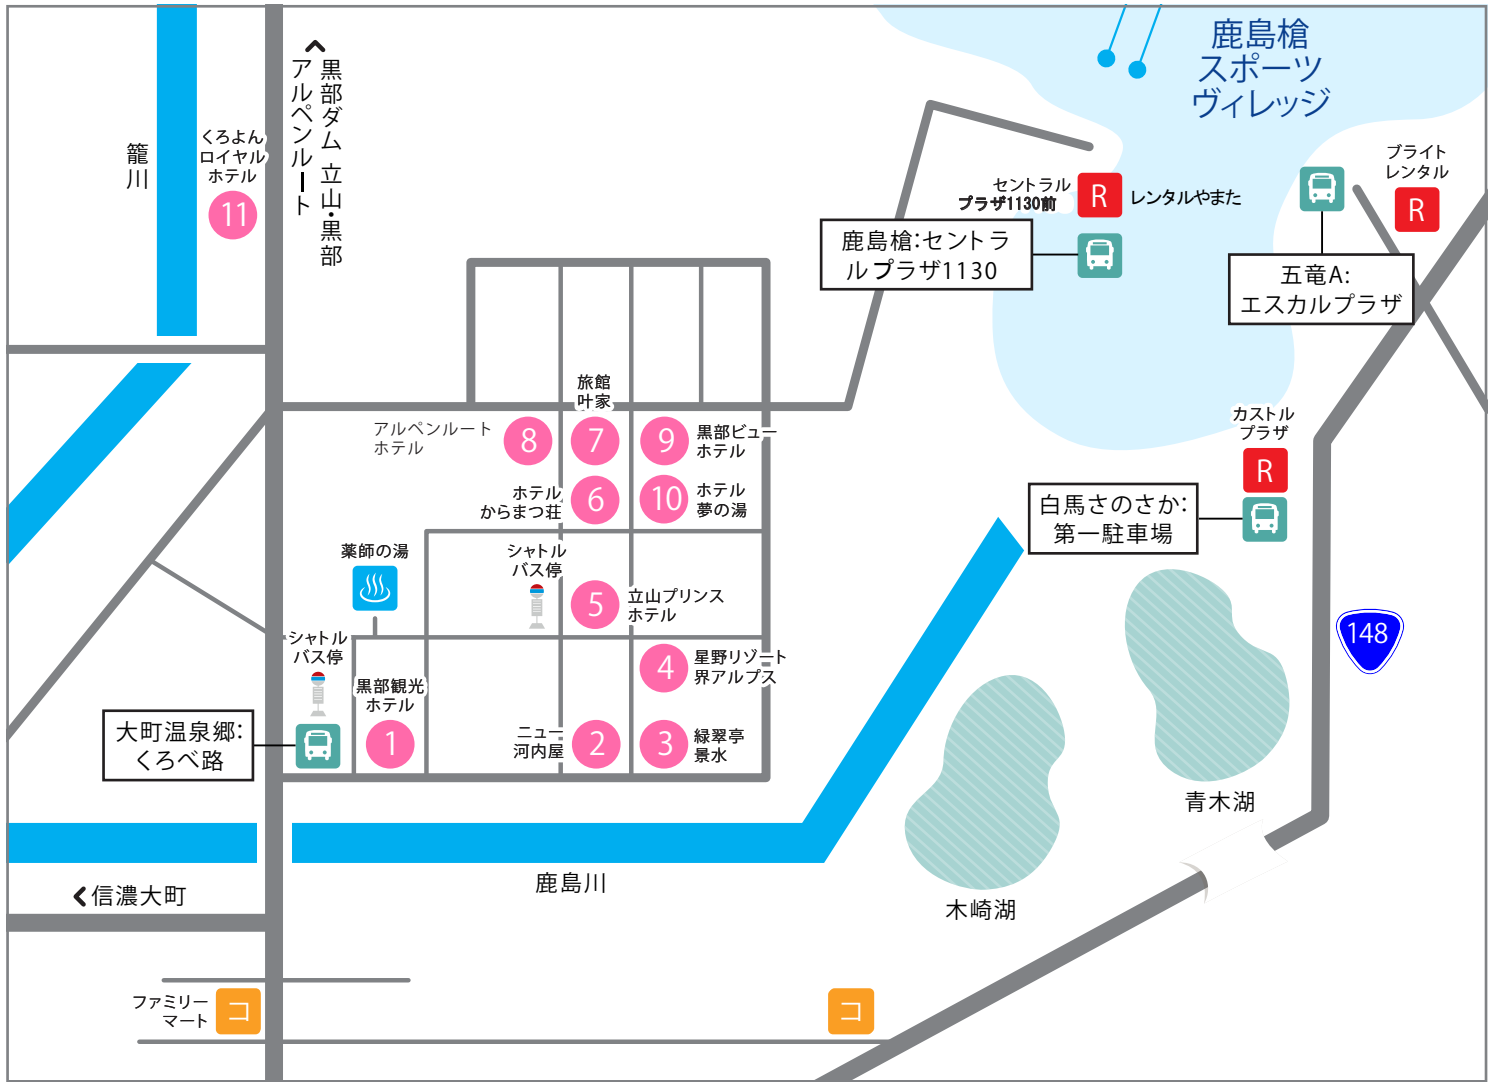 鹿島槍
スポーツ
ヴィレッジ
黒部ダム 立山・黒部
アルペンルート
籠川
くろよん
ロイヤル
ホテル
11
セントラル
プラザ1130前
R
レンタルやまた
鹿島槍:セントラ
ルプラザ1130
ブライト
レンタル
R
五竜A:
エスカルプラザ
旅館
叶家
アルペンルート
ホテル
8
7
9
黒部ビュー
ホテル
カストル
プラザ
R
ホテル
からまつ荘
6
10
ホテル
夢の湯
白馬さのさか:
第一駐車場
薬師の湯
シャトル
バス停
5
立山プリンス
ホテル
148
シャトル
バス停
4
星野リゾート
界アルプス
黒部観光
ホテル
1
大町温泉郷:
くろべ路
ニュー
河内屋
2
3
緑翠亭
景水
青木湖
鹿島川
信濃大町
木崎湖
ファミリー
マート
コ
コ